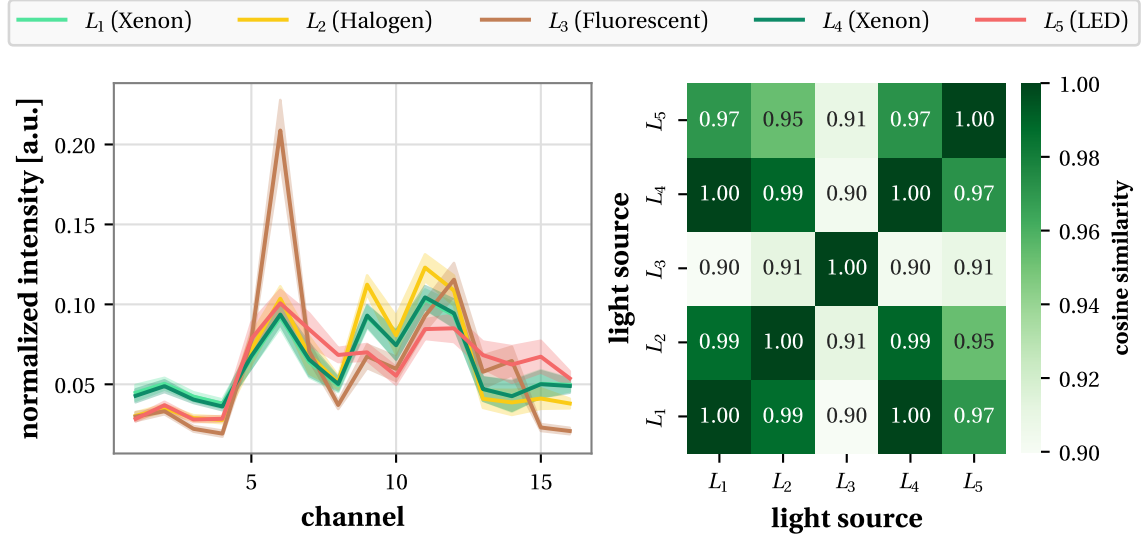 L₁ (Xenon) L₂ (Halogen) L₃ (Fluorescent) L₄ (Xenon) L₅ (LED)
normalized intensity [a.u.]
0.20
0.15
0.10
0.05
5 10 15
channel
light source
L₅ 0.97 0.95 0.91 0.97 1.00
L₄ 1.00 0.99 0.90 1.00 0.97
L₃ 0.90 0.91 1.00 0.90 0.91
L₂ 0.99 1.00 0.91 0.99 0.95
L₁ 1.00 0.99 0.90 1.00 0.97
L₁ L₂ L₃ L₄ L₅
light source
1.00
0.98
0.96
0.94
0.92
0.90
cosine similarity